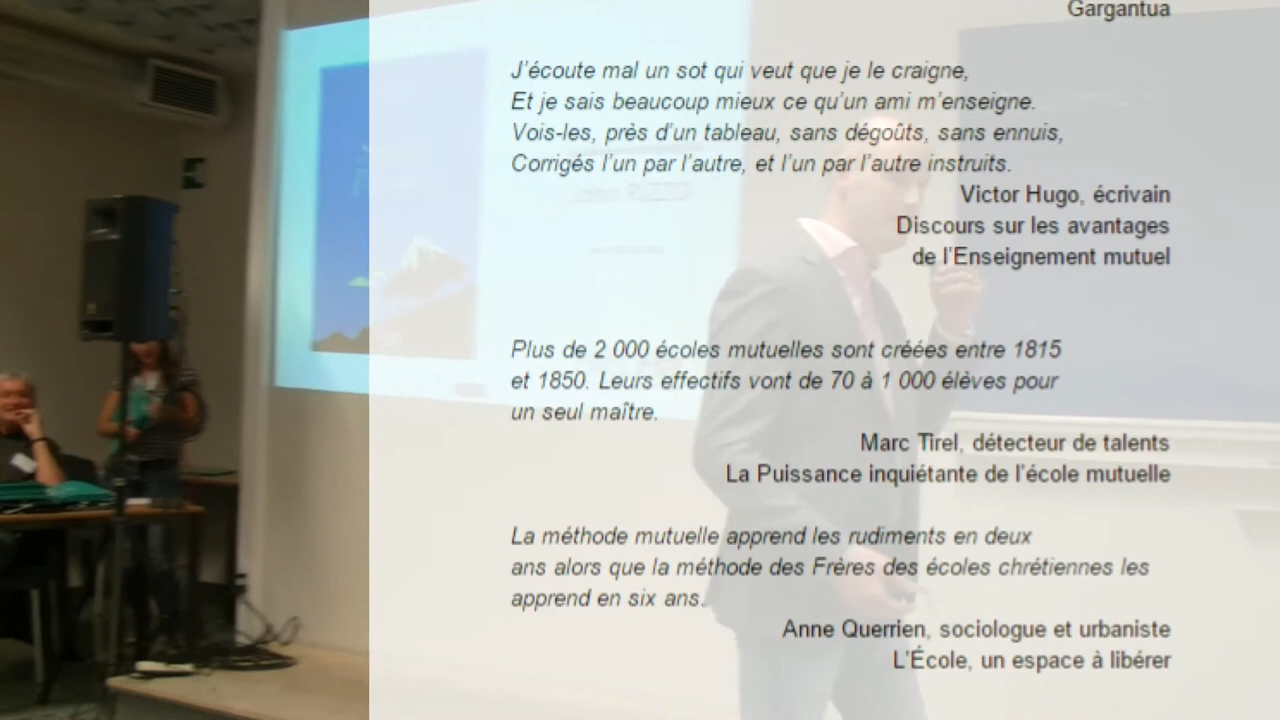 Gargantua
J'écoute mal un sot qui veut que je le craigne,
Et je sais beaucoup mieux ce qu'un ami m'enseigne.
Vois-les, près d'un tableau, sans dégoûts, sans ennuis,
Corrigés l'un par l'autre, et l'un par l'autre instruits.
Victor Hugo, écrivain
Discours sur les avantages
de l'Enseignement mutuel
Plus de 2 000 écoles mutuelles sont créées entre 1815
et 1850. Leurs effectifs vont de 70 à 1 000 élèves pour
un seul maître.
Marc Tirel, détecteur de talents
La Puissance inquiétante de l'école mutuelle
La méthode mutuelle apprend les rudiments en deux
ans alors que la méthode des Frères des écoles chrétiennes les
apprend en six ans.
Anne Querrien, sociologue et urbaniste
L'École, un espace à libérer